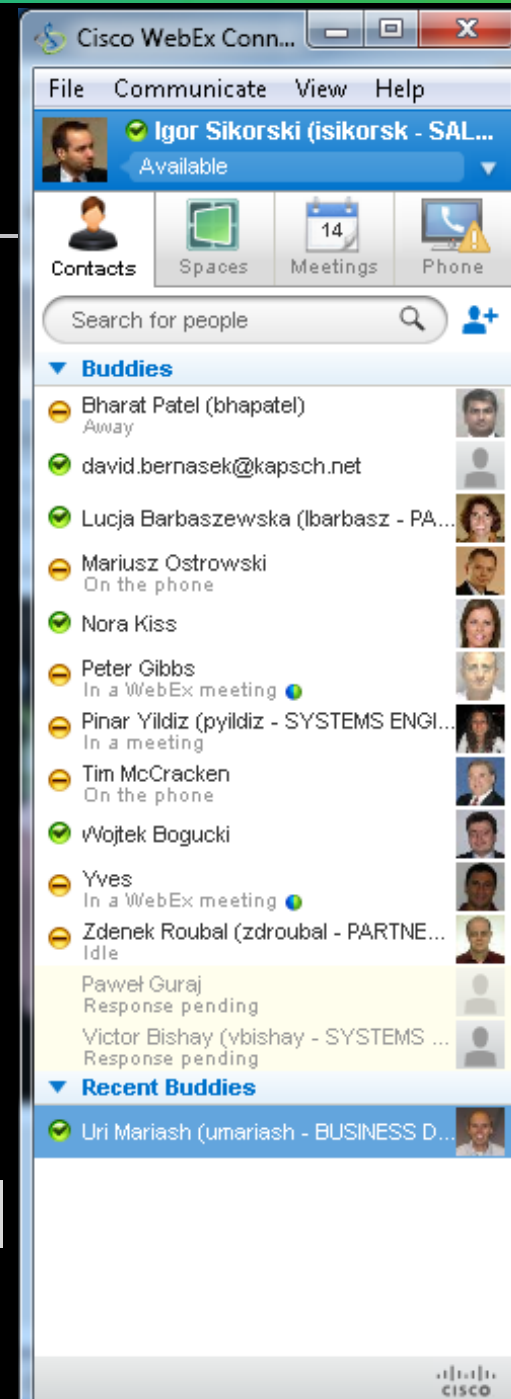 Cisco WebEx Conn...
File Communicate View Help
Igor Sikorski (isikorsk - SAL...
Available
14
Contacts Spaces Meetings Phone
Search for people
Buddies
Bharat Patel (bhapatel)
Away
david.bernasek@kapsch.net
Lucja Barbaszewska (lbarbasz - PA...
Mariusz Ostrowski
On the phone
Nora Kiss
Peter Gibbs
In a WebEx meeting
Pinar Yildiz (pyildiz - SYSTEMS ENGI...
In a meeting
Tim McCracken
On the phone
Wojtek Bogucki
Yves
In a WebEx meeting
Zdenek Roubal (zdroubal - PARTNE...
Idle
Paweł Guraj
Response pending
Victor Bishay (vbishay - SYSTEMS ...
Response pending
Recent Buddies
Uri Mariash (umariash - BUSINESS D...
CISCO